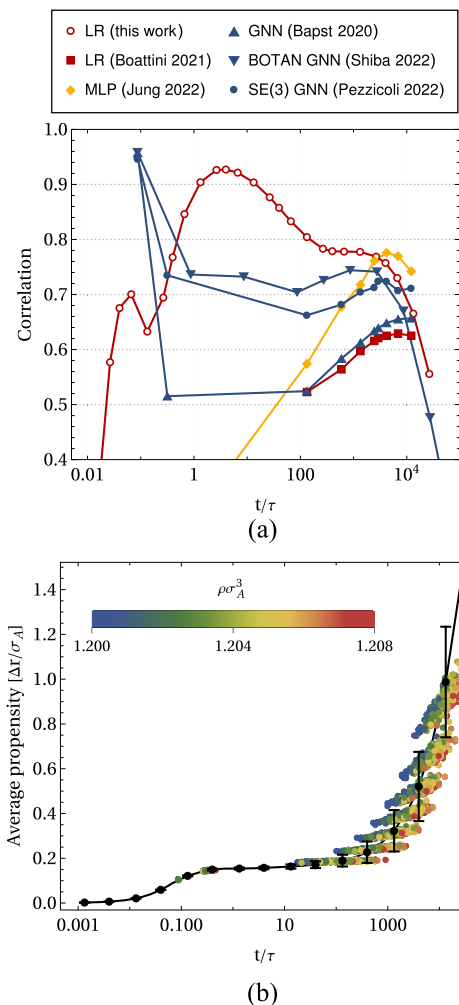 LR (this work)
GNN (Bapst 2020)
LR (Boattini 2021)
BOTAN GNN (Shiba 2022)
MLP (Jung 2022)
SE(3) GNN (Pezzicoli 2022)
1.0
0.9
0.8
0.7
0.6
0.5
0.4
Correlation
0.01 0.1 1 100 10⁴
t/τ
(a)
ρσ_A^3
1.200 1.204 1.208
1.4
1.2
1.0
0.8
0.6
0.4
0.2
0.0
Average propensity [Δr/σ_A]
0.001 0.100 10 1000
t/τ
(b)